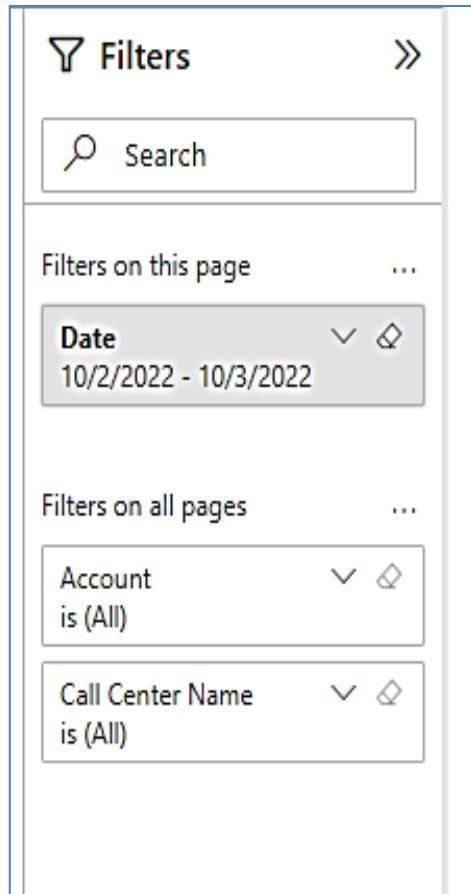 Filters
Search
Filters on this page
...
Date
10/2/2022 - 10/3/2022
Filters on all pages
...
Account
is (All)
Call Center Name
is (All)